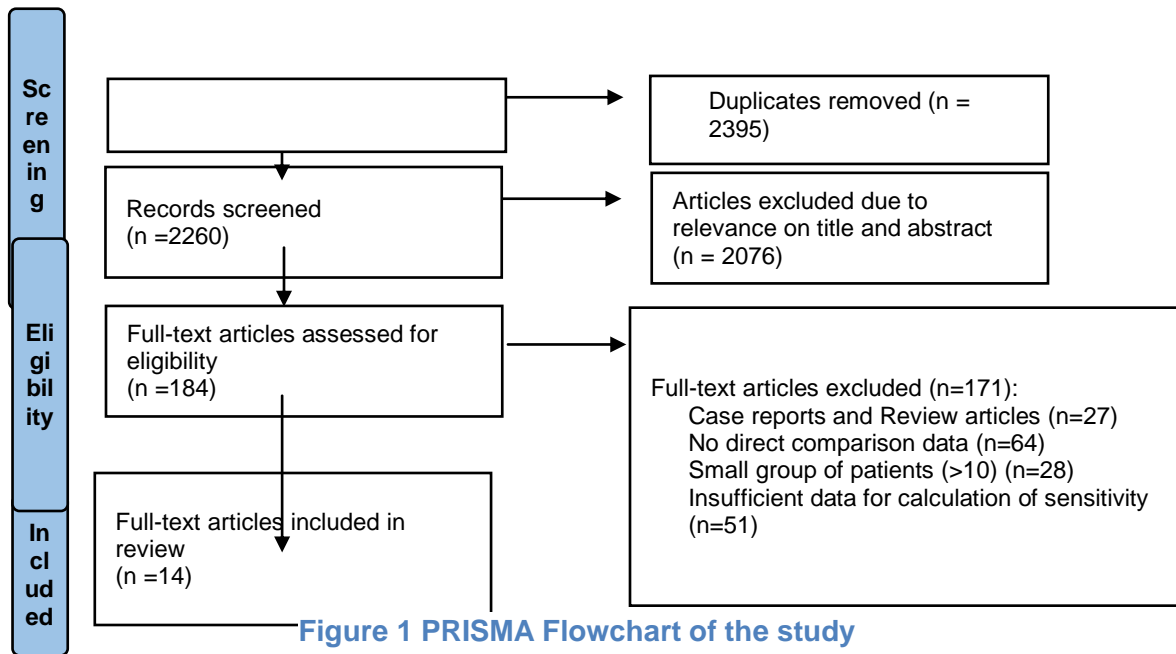 Sc
re
en
in
g
Duplicates removed (n =
2395)
Records screened
(n =2260)
Articles excluded due to
relevance on title and abstract
(n = 2076)
Eli
gi
bil
ity
Full-text articles assessed for
eligibility
(n =184)
Full-text articles excluded (n=171):
Case reports and Review articles (n=27)
No direct comparison data (n=64)
Small group of patients (>10) (n=28)
Insufficient data for calculation of sensitivity
(n=51)
In
cl
ud
ed
Full-text articles included in
review
(n =14)
Figure 1 PRISMA Flowchart of the study